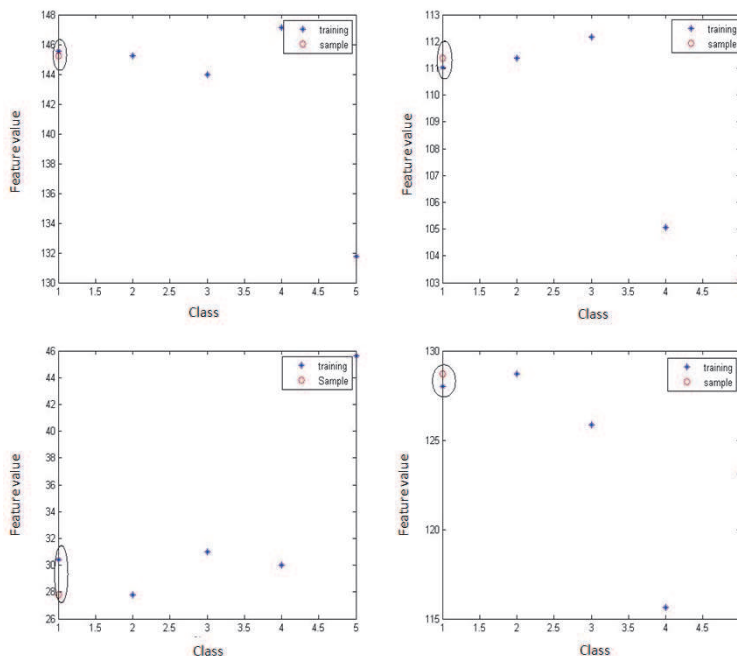 148
146
144
142
140
138
136
134
132
130
Feature value
training
sample
1 1.5 2 2.5 3 3.5 4 4.5 5
Class
113
112
111
110
109
108
107
106
105
104
103
Feature value
training
sample
1 1.5 2 2.5 3 3.5 4 4.5
Class
46
44
42
40
38
36
34
32
30
28
26
Feature value
training
Sample
1 1.5 2 2.5 3 3.5 4 4.5 5
Class
130
125
120
115
Feature value
training
sample
1 1.5 2 2.5 3 3.5 4 4.5
Class